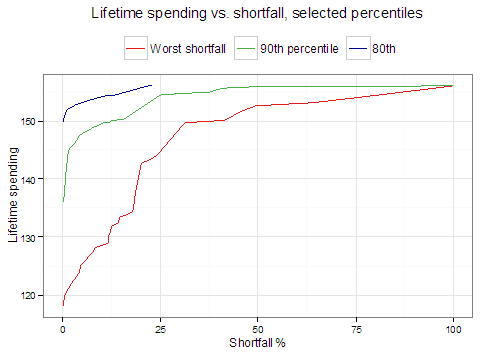 Lifetime spending vs. shortfall, selected percentiles
Worst shortfall 90th percentile 80th
Lifetime spending
150
140
130
120
0 25 50 75 100
Shortfall %